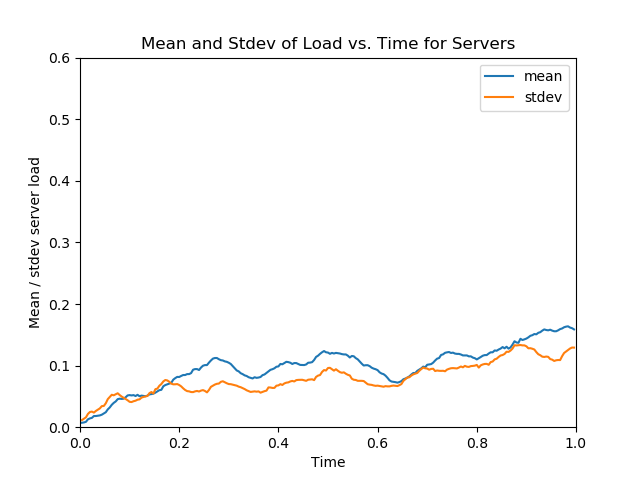 Mean and Stdev of Load vs. Time for Servers
mean
stdev
Mean / stdev server load
0.6
0.5
0.4
0.3
0.2
0.1
0.0
0.0 0.2 0.4 0.6 0.8 1.0
Time